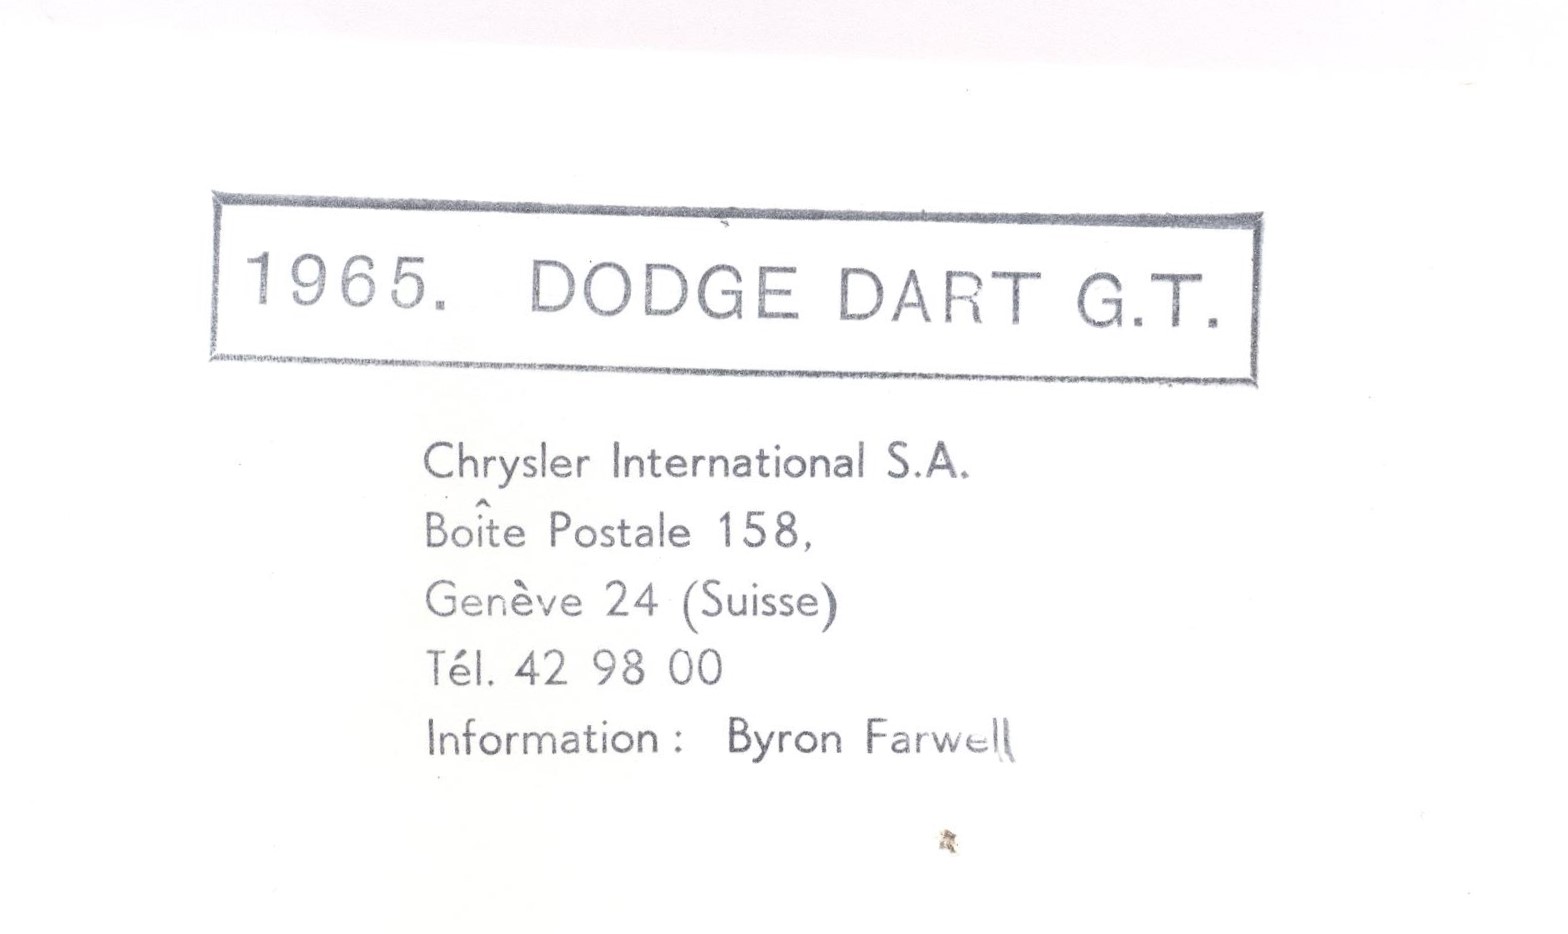 1965. DODGE DART G.T.
Chrysler International S.A.
Boîte Postale 158,
Genève 24 (Suisse)
Tél. 42 98 00
Information : Byron Farwell